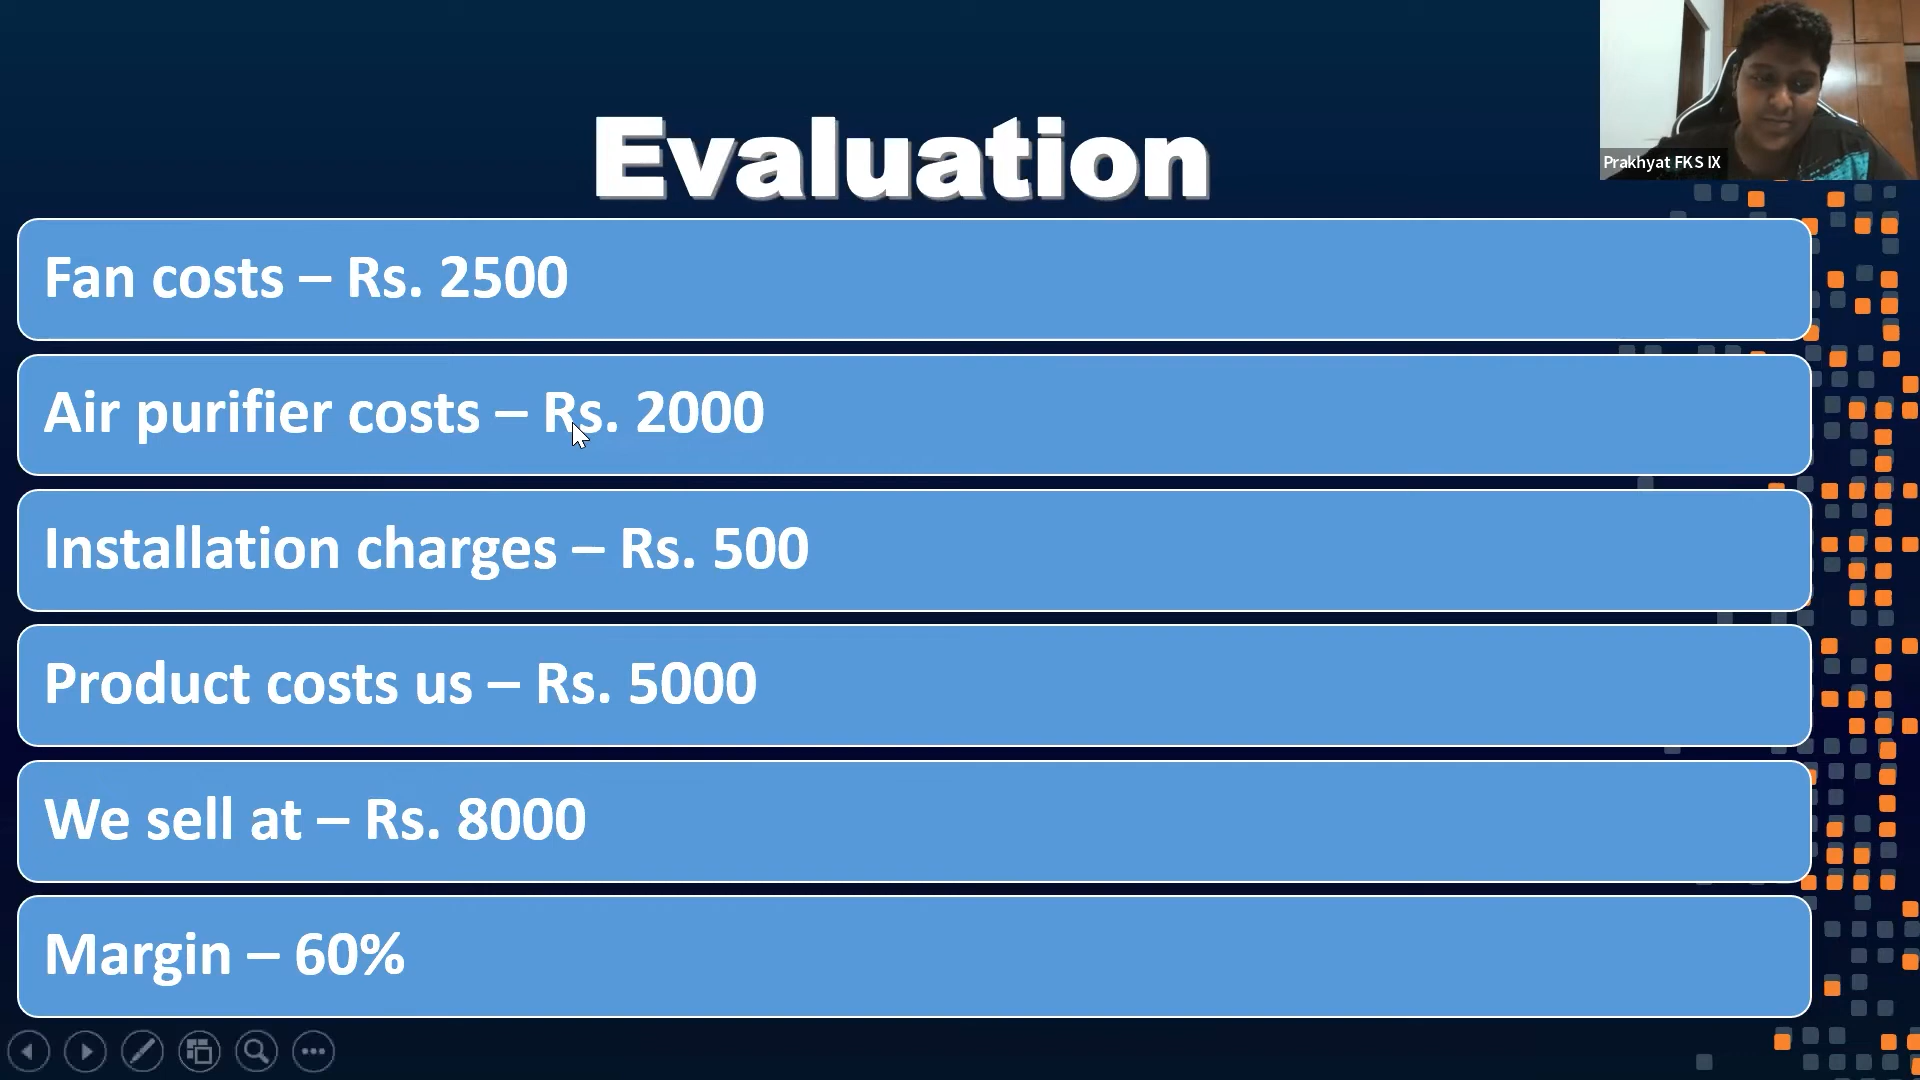 Prakhyat FKS IX
Evaluation
Fan costs – Rs. 2500
Air purifier costs – Rs. 2000
Installation charges – Rs. 500
Product costs us – Rs. 5000
We sell at – Rs. 8000
Margin – 60%